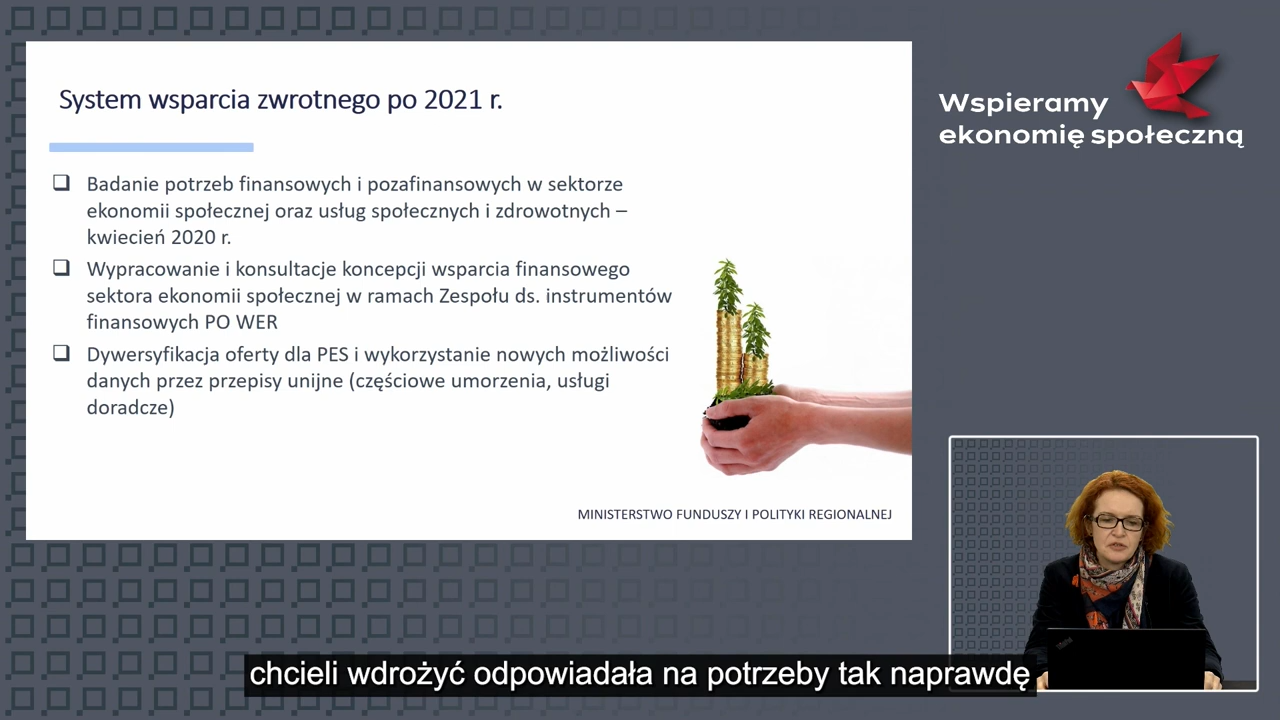 System wsparcia zwrotnego po 2021 r.
Badanie potrzeb finansowych i pozafinansowych w sektorze
ekonomii społecznej oraz usług społecznych i zdrowotnych –
kwiecień 2020 r.
Wypracowanie i konsultacje koncepcji wsparcia finansowego
sektora ekonomii społecznej w ramach Zespołu ds. instrumentów
finansowych PO WER
Dywersyfikacja oferty dla PES i wykorzystanie nowych możliwości
danych przez przepisy unijne (częściowe umorzenia, usługi
doradcze)
MINISTERSTWO FUNDUSZY I POLITYKI REGIONALNEJ
Wspieramy
ekonomię społeczną
chcieli wdrożyć odpowiadała na potrzeby tak naprawdę